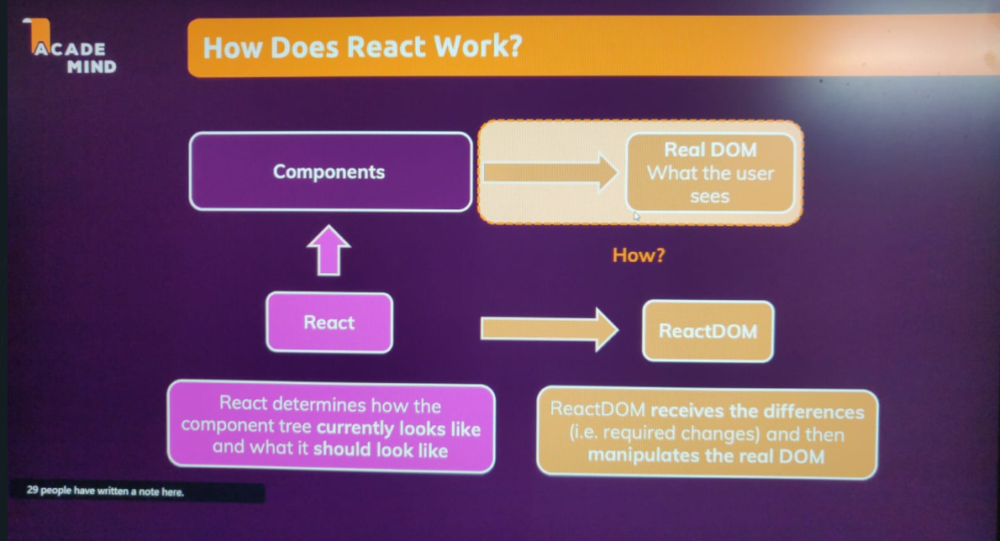 ACADE
MIND
How Does React Work?
Components
Real DOM
What the user
sees
How?
React
ReactDOM
React determines how the
component tree currently looks like
and what it should look like
ReactDOM receives the differences
(i.e. required changes) and then
manipulates the real DOM
29 people have written a note here.